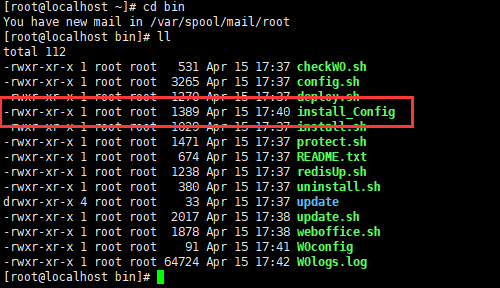 [root@localhost ~]# cd bin
You have new mail in /var/spool/mail/root
[root@localhost bin]# ll
total 112
-rwxr-xr-x 1 root root   531 Apr 15 17:37 checkWO.sh
-rwxr-xr-x 1 root root  3265 Apr 15 17:37 config.sh
-rwxr-xr-x 1 root root  1270 Apr 15 17:37 deploy.sh
-rwxr-xr-x 1 root root  1389 Apr 15 17:40 install_Config
-rwxr-xr-x 1 root root  1029 Apr 15 17:37 install.sh
-rwxr-xr-x 1 root root  1471 Apr 15 17:37 protect.sh
-rwxr-xr-x 1 root root   674 Apr 15 17:37 README.txt
-rwxr-xr-x 1 root root  1238 Apr 15 17:37 redisUp.sh
-rwxr-xr-x 1 root root   380 Apr 15 17:37 uninstall.sh
drwxr-xr-x 4 root root    33 Apr 15 17:37 update
-rwxr-xr-x 1 root root  2017 Apr 15 17:38 update.sh
-rwxr-xr-x 1 root root  1878 Apr 15 17:38 weboffice.sh
-rwxr-xr-x 1 root root    91 Apr 15 17:41 WOconfig
-rwxr-xr-x 1 root root 64724 Apr 15 17:42 WOlogs.log
[root@localhost bin]#